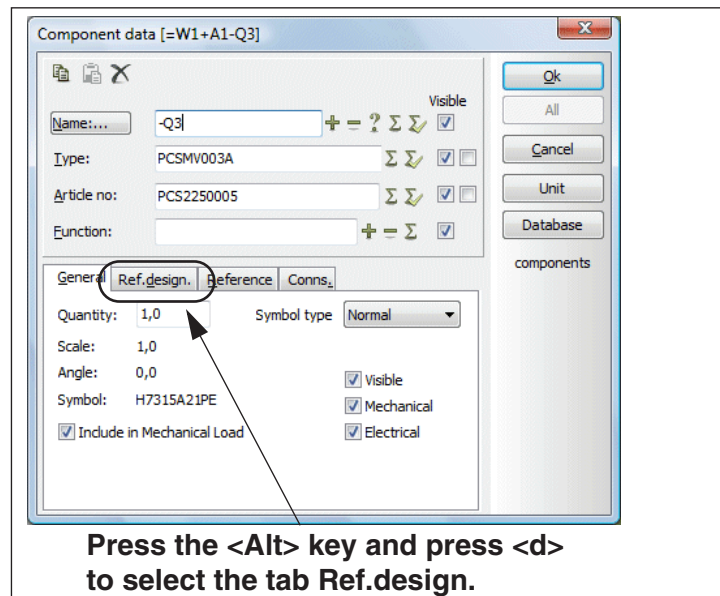 Component data [=W1+A1-Q3]
Ok
Visible
All
Name:...
-Q3
Type:
PCSMV003A
Cancel
Article no:
PCS2250005
Unit
Function:
Database
components
General
Ref.design.
Reference
Conns.
Quantity:
1,0
Symbol type
Normal
Scale:
1,0
Angle:
0,0
Visible
Symbol:
H7315A21PE
Mechanical
Include in Mechanical Load
Electrical
Press the <Alt> key and press <d>
to select the tab Ref.design.